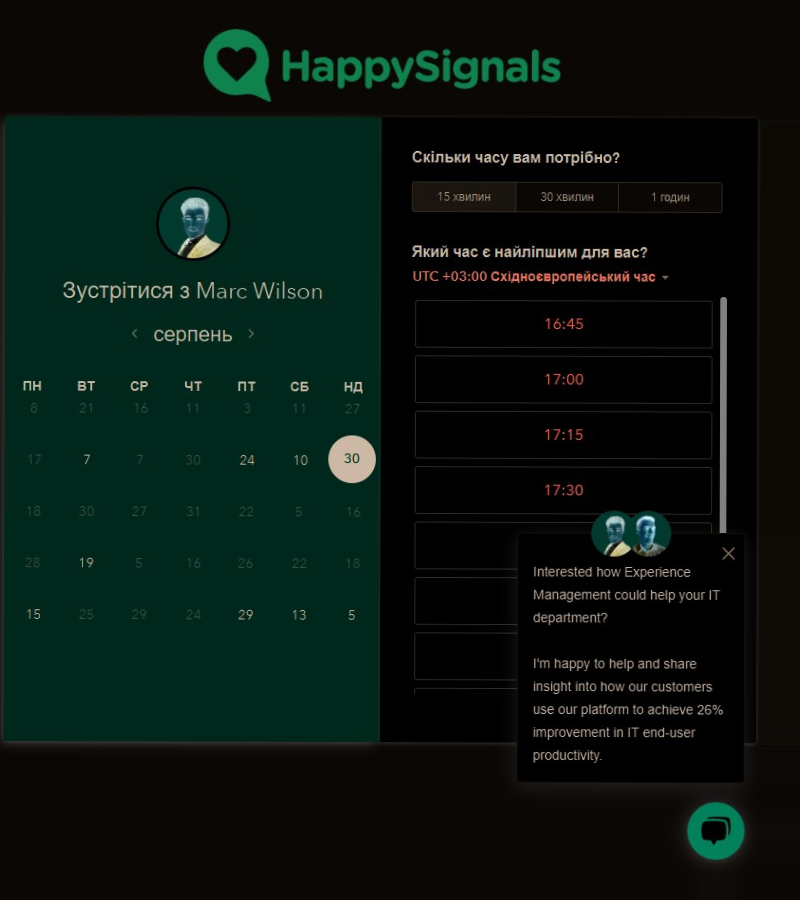 HappySignals
Зустрітися з Marc Wilson
серпень
ПН ВТ СР ЧТ ПТ СБ НД
8 21 16 11 3 11 27
17 7 7 30 24 10 30
18 30 27 31 22 5 16
28 19 5 16 26 22 18
15 25 29 24 29 13 5
Скільки часу вам потрібно?
15 хвилин 30 хвилин 1 годин
Який час є найліпшим для вас?
UTC +03:00 Східноєвропейський час
16:45
17:00
17:15
17:30
Interested how Experience
Management could help your IT
department?
I'm happy to help and share
insight into how our customers
use our platform to achieve 26%
improvement in IT end-user
productivity.